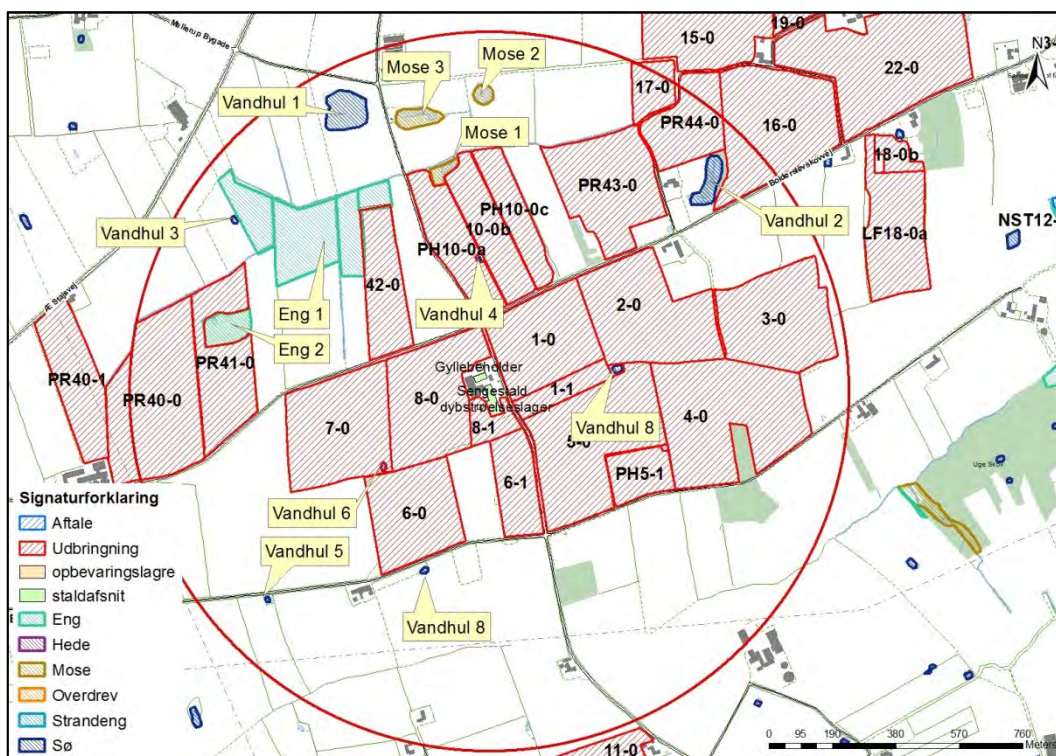 Mellerup Bygade
Mose 2
Mose 3
Vandhul 1
Mose 1
15-0
19-0
17-0
22-0
N34
PR44-0
16-0
Bolderslevskovvej
18-0b
PR43-0
PH10-0c
10-0b
PH10-0a
Vandhul 3
Vandhul 2
LF18-0a
NST12-
42-0
Vandhul 4
2-0
3-0
Eng 1
Eng 2
PR41-0
PR40-1
PR40-0
1-0
Gyllebeholder
Sengestald
dybstrøelseslager
8-0
1-1
8-1
7-0
Vandhul 8
5-0
4-0
6-1
PH5-1
Vandhul 6
6-0
Uge Skov
Vandhul 5
Vandhul 8
11-0
Signaturforklaring
Aftale
Udbringning
opbevaringslagre
staldafsnit
Eng
Hede
Mose
Overdrev
Strandeng
Sø
0 95 190 380 570 760
Meters